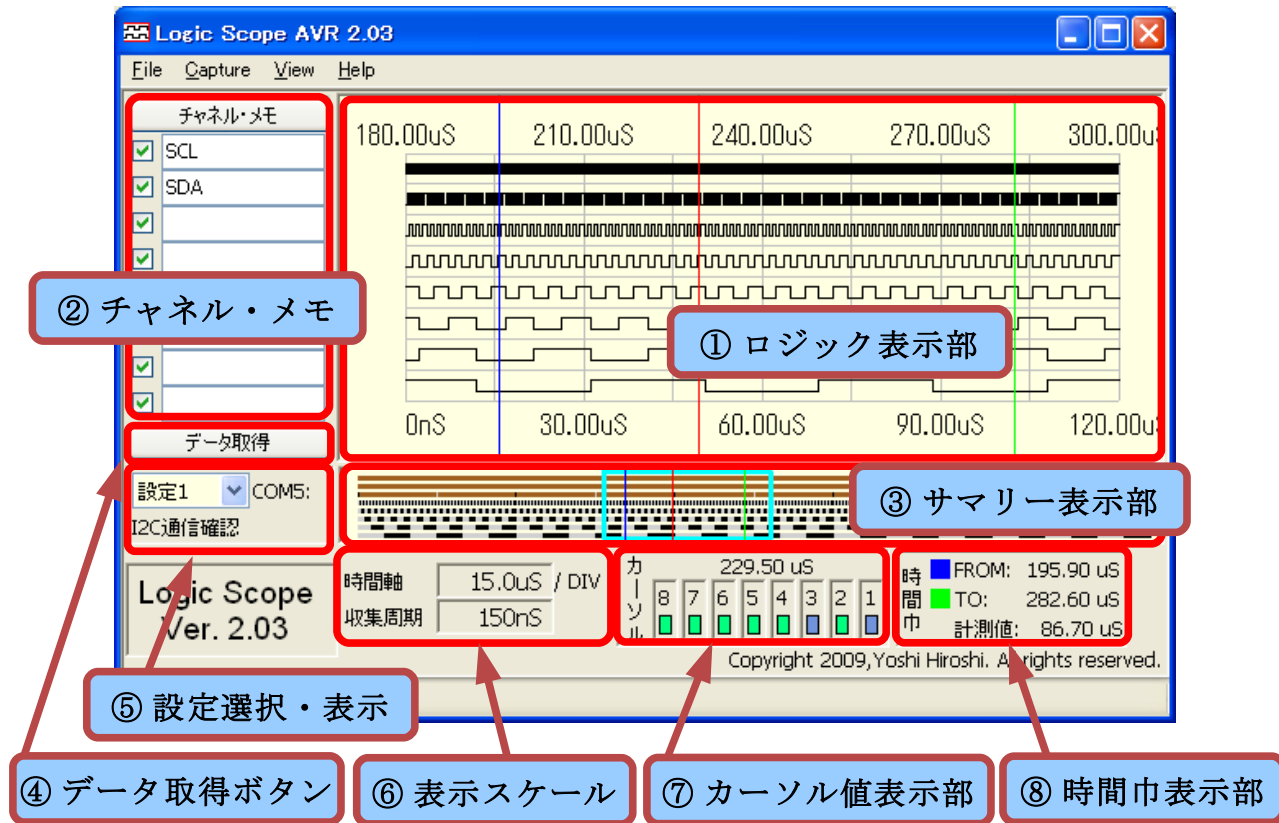 Logic Scope AVR 2.03
File Capture View Help
チャネル・メモ
SCL
SDA
② チャネル・メモ
180.00uS 210.00uS 240.00uS 270.00uS 300.00u
① ロジック表示部
0nS 30.00uS 60.00uS 90.00uS 120.00u
データ取得
設定1 COM5:
I2C通信確認
③ サマリー表示部
Logic Scope
Ver. 2.03
時間軸 15.0uS / DIV
収集周期 150nS
カーソル
229.50 uS
8 7 6 5 4 3 2 1
時間巾
FROM: 195.90 uS
TO: 282.60 uS
計測値: 86.70 uS
Copyright 2009,Yoshi Hiroshi. A rights reserved.
⑤ 設定選択・表示
④ データ取得ボタン
⑥ 表示スケール
⑦ カーソル値表示部
⑧ 時間巾表示部